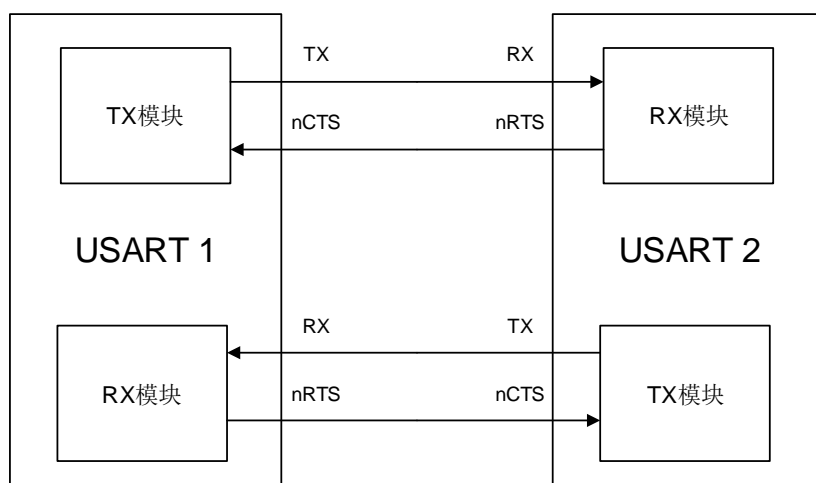 TX RX
TX模块 RX模块
nCTS nRTS
USART 1 USART 2
RX TX
RX模块 TX模块
nRTS nCTS